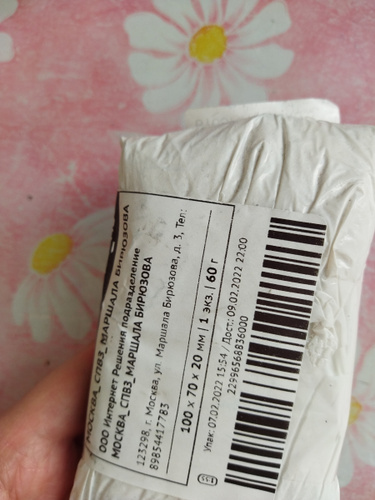 МОСКВА_СПВЗ_МАРШАЛА БИРЮЗОВА
ООО Интернет Решения подразделение
МОСКВА_СПВЗ_МАРШАЛА БИРЮЗОВА
123298, г. Москва, ул. Маршала Бирюзова, д. 3, Тел:
89854417783
100 x 70 x 20 мм | 1 экз. | 60 г
Упак: 07.02.2022 15:54 / Дост.: 09.02.2022 22:00
22996568836000